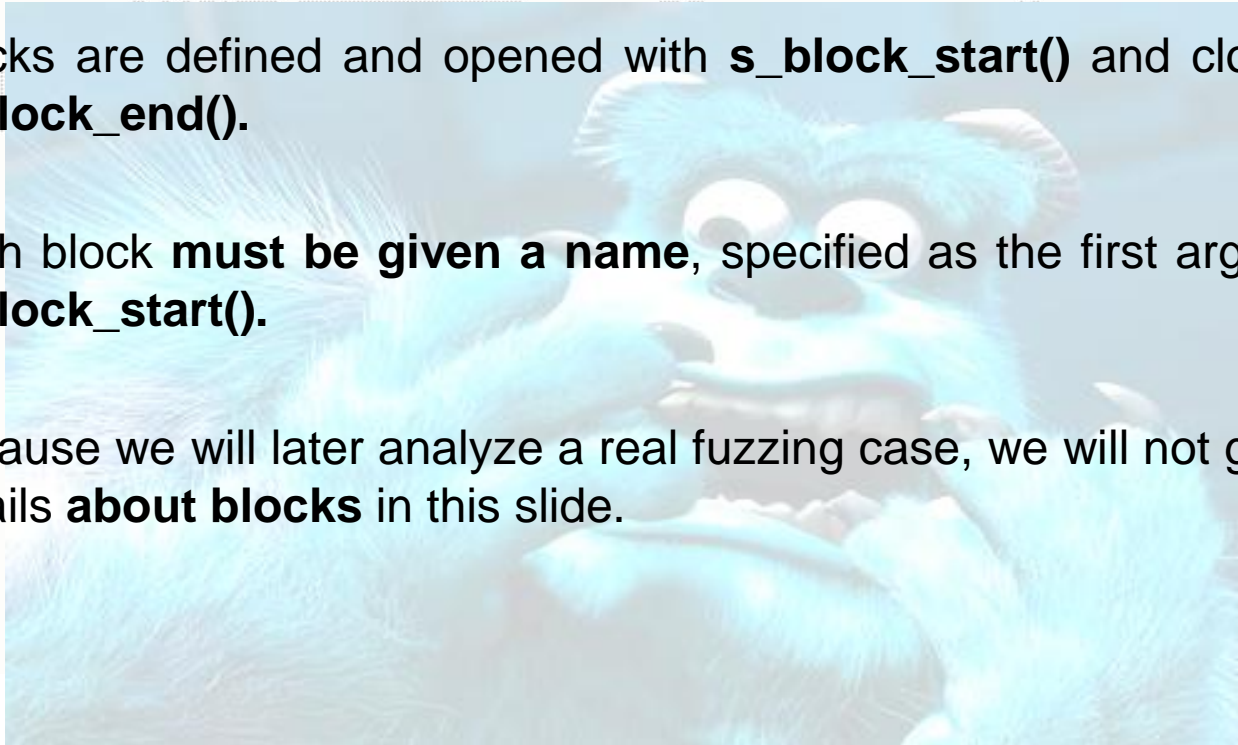 cks are defined and opened with s_block_start() and clo
lock_end().
h block must be given a name, specified as the first arg
lock_start().
ause we will later analyze a real fuzzing case, we will not g
ails about blocks in this slide.